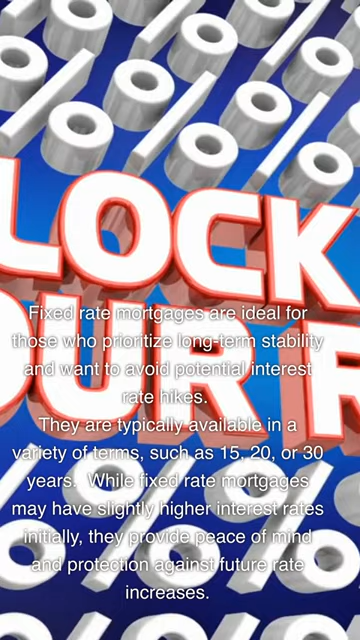 LOCK
OUR R
Fixed rate mortgages are ideal for
those who prioritize long-term stability
and want to avoid potential interest
rate hikes.
They are typically available in a
variety of terms, such as 15, 20, or 30
years.  While fixed rate mortgages
may have slightly higher interest rates
initially, they provide peace of mind
and protection against future rate
increases.